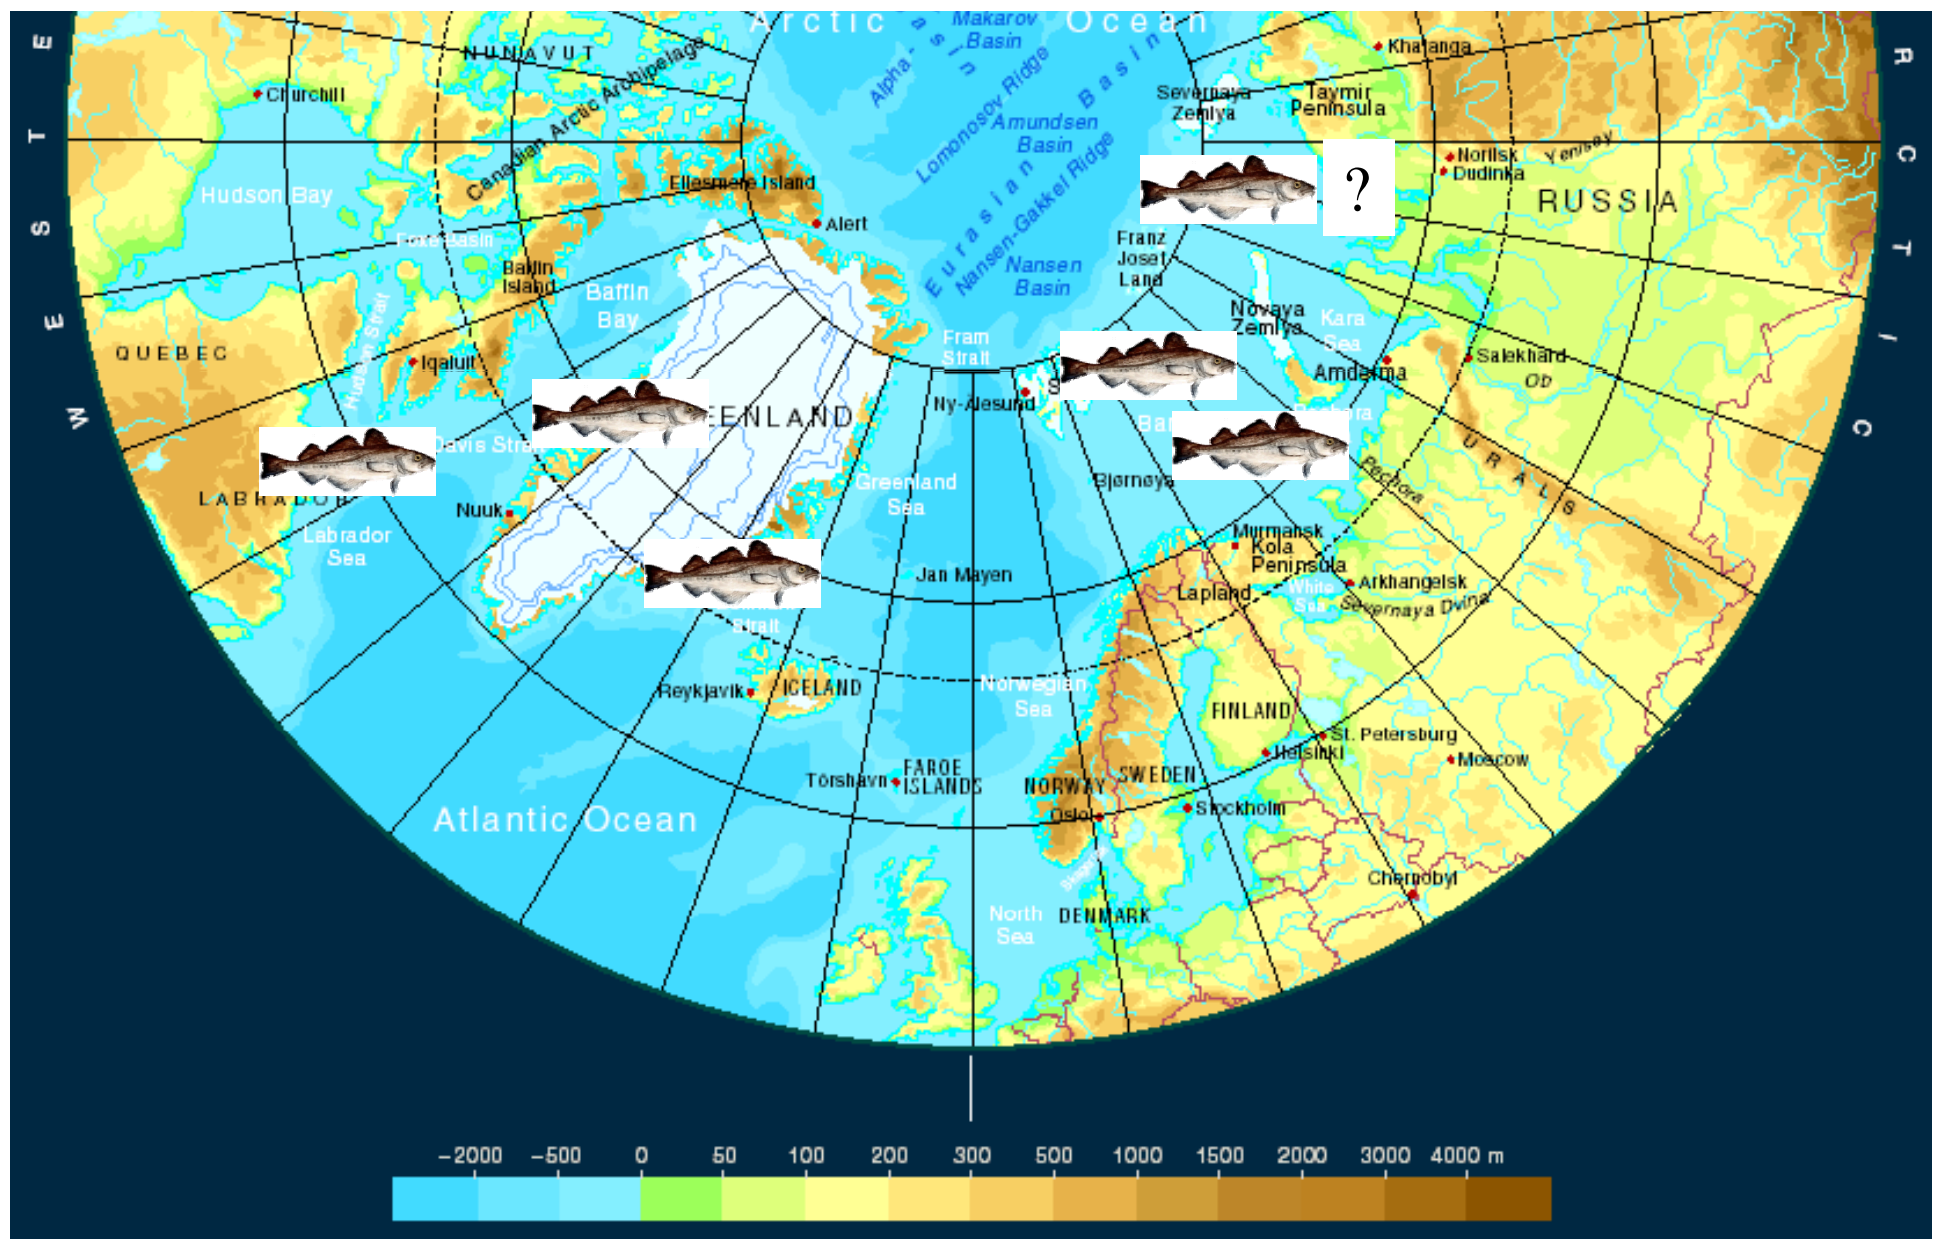 Arctic Ocean
Makarov
Basin
Alpha-
Lomonosov Ridge
Eurasian Basin
Amundsen
Basin
Nansen-Gakkel Ridge
Nansen
Basin
Severnaya
Zemlya
Taymir
Peninsula
Khatanga
Norilsk
Dudinka
Yenisey
RUSSIA
?
NUNAVUT
Canadian Arctic Archipelago
Churchill
Hudson Bay
Foxe Basin
Ellesmere Island
Alert
Baffin
Island
Baffin
Bay
Franz
Josef
Land
Novaya
Zemlya
Kara
Sea
Salekhard
Ob
Amderma
Fram
Strait
Ny-Ålesund
S
QUEBEC
Hudson Strait
Iqaluit
EENLAND
Davis Strait
LABRADOR
Labrador
Sea
Nuuk
Greenland
Sea
Bar
Bjørnøya
Pechora
URALS
Murmansk
Kola
Peninsula
Jan Mayen
Lapland
White
Sea
Arkhangelsk
Severnaya Dvina
Strait
Reykjavik
ICELAND
Norwegian
Sea
FINLAND
St. Petersburg
Helsinki
Moscow
Tórshavn
FAROE
ISLANDS
NORWAY
SWEDEN
Oslo
Stockholm
Atlantic Ocean
Chernobyl
North
Sea
DENMARK
W E S T E
R C T I C
−2000 −500 0 50 100 200 300 500 1000 1500 2000 3000 4000 m